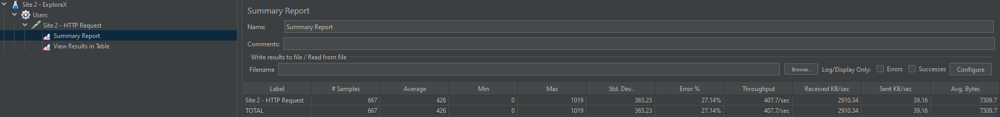 Site 2 - ExploreX
Users
Site 2 - HTTP Request
Summary Report
View Results in Table
Summary Report
Name: Summary Report
Comments:
Write results to file / Read from file
Filename Browse... Log/Display Only: Errors Successes Configure
Label # Samples Average Min Max Std. Dev. Error % Throughput Received KB/sec Sent KB/sec Avg. Bytes
Site 2 - HTTP Request 667 426 0 1019 365.23 27.14% 407.7/sec 2910.34 39.16 7309.7
TOTAL 667 426 0 1019 365.23 27.14% 407.7/sec 2910.34 39.16 7309.7